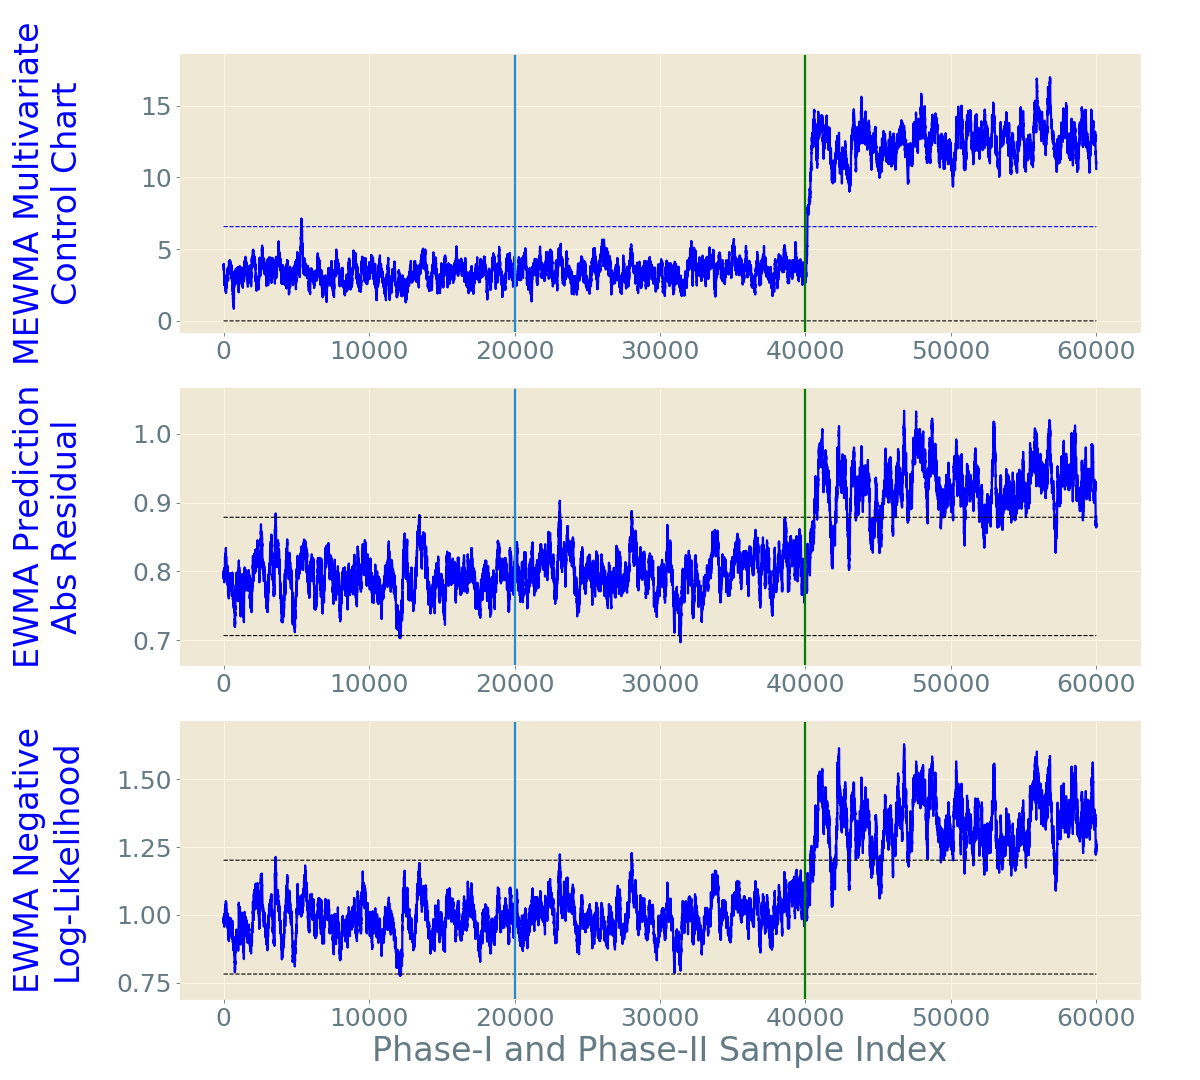 MEWMA Multivariate
Control Chart
15
10
5
0
0 10000 20000 30000 40000 50000 60000
EWMA Prediction
Abs Residual
1.0
0.9
0.8
0.7
0 10000 20000 30000 40000 50000 60000
EWMA Negative
Log-Likelihood
1.50
1.25
1.00
0.75
0 10000 20000 30000 40000 50000 60000
Phase-I and Phase-II Sample Index